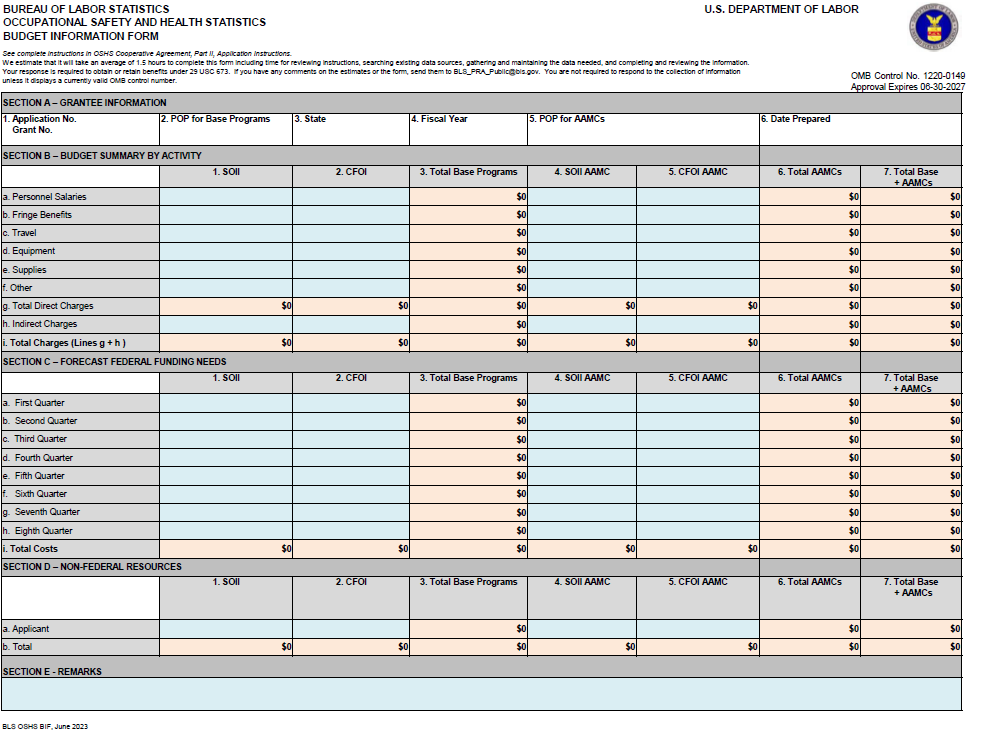 BUREAU OF LABOR STATISTICS
OCCUPATIONAL SAFETY AND HEALTH STATISTICS
BUDGET INFORMATION FORM
U.S. DEPARTMENT OF LABOR
See complete instructions in OSHS Cooperative Agreement, Part II, Application Instructions.
We estimate that it will take an average of 1.5 hours to complete this form including time for reviewing instructions, searching existing data sources, gathering and maintaining the data needed, and completing and reviewing the information.
Your response is required to obtain or retain benefits under 29 USC 673. If you have any comments on the estimates or the form, send them to BLS_PRA_Public@bls.gov. You are not required to respond to the collection of information
unless it displays a currently valid OMB control number.
OMB Control No. 1220-0149
Approval Expires 06-30-2027
SECTION A – GRANTEE INFORMATION
1. Application No. 2. POP for Base Programs 3. State 4. Fiscal Year 5. POP for AAMCs 6. Date Prepared
Grant No.
SECTION B – BUDGET SUMMARY BY ACTIVITY
1. SOII 2. CFOI 3. Total Base Programs 4. SOII AAMC 5. CFOI AAMC 6. Total AAMCs 7. Total Base
+ AAMCs
a. Personnel Salaries $0 $0 $0
b. Fringe Benefits $0 $0 $0
c. Travel $0 $0 $0
d. Equipment $0 $0 $0
e. Supplies $0 $0 $0
f. Other $0 $0 $0
g. Total Direct Charges $0 $0 $0 $0 $0 $0 $0
h. Indirect Charges $0 $0 $0
i. Total Charges (Lines g + h ) $0 $0 $0 $0 $0 $0 $0
SECTION C – FORECAST FEDERAL FUNDING NEEDS
1. SOII 2. CFOI 3. Total Base Programs 4. SOII AAMC 5. CFOI AAMC 6. Total AAMCs 7. Total Base
+ AAMCs
a. First Quarter $0 $0 $0
b. Second Quarter $0 $0 $0
c. Third Quarter $0 $0 $0
d. Fourth Quarter $0 $0 $0
e. Fifth Quarter $0 $0 $0
f. Sixth Quarter $0 $0 $0
g. Seventh Quarter $0 $0 $0
h. Eighth Quarter $0 $0 $0
i. Total Costs $0 $0 $0 $0 $0 $0 $0
SECTION D – NON-FEDERAL RESOURCES
1. SOII 2. CFOI 3. Total Base Programs 4. SOII AAMC 5. CFOI AAMC 6. Total AAMCs 7. Total Base
+ AAMCs
a. Applicant $0 $0 $0
b. Total $0 $0 $0 $0 $0 $0 $0
SECTION E - REMARKS
BLS OSHS BIF, June 2023